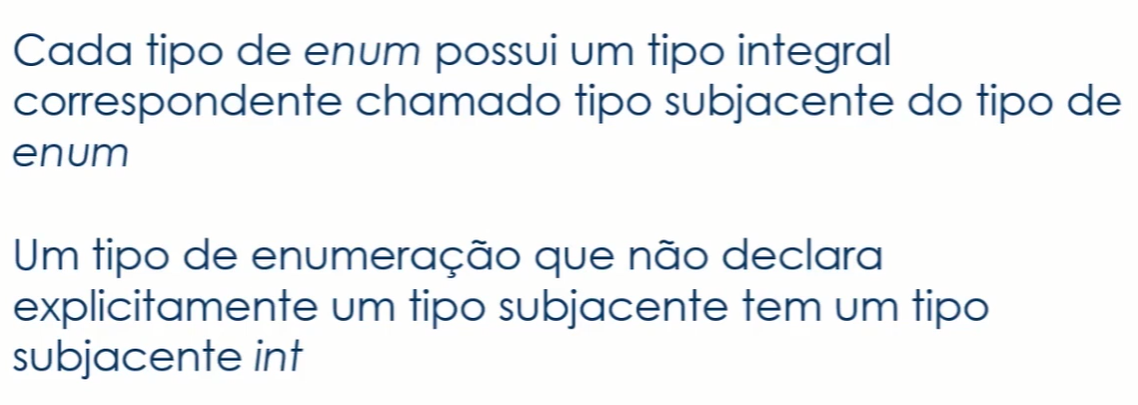 Cada tipo de enum possui um tipo integral
correspondente chamado tipo subjacente do tipo de
enum
Um tipo de enumeração que não declara
explicitamente um tipo subjacente tem um tipo
subjacente int